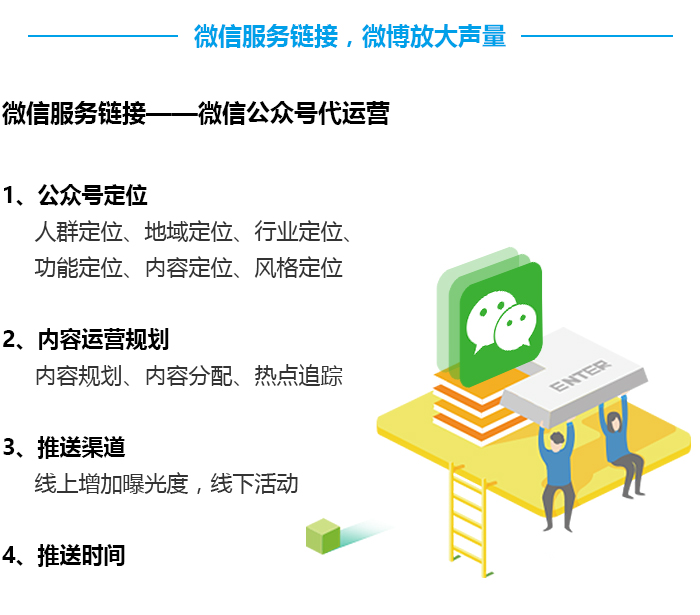 微信服务链接，微博放大声量
微信服务链接——微信公众号代运营
1、公众号定位
人群定位、地域定位、行业定位、
功能定位、内容定位、风格定位
2、内容运营规划
内容规划、内容分配、热点追踪
ENTER
3、推送渠道
线上增加曝光度，线下活动
4、推送时间